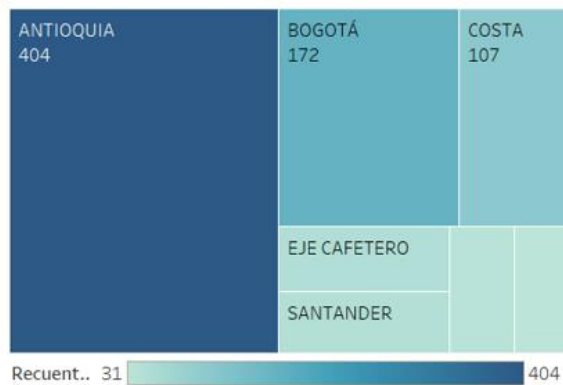 ANTIOQUIA
404
BOGOTÁ
172
COSTA
107
EJE CAFETERO
SANTANDER
Recuent.. 31
404